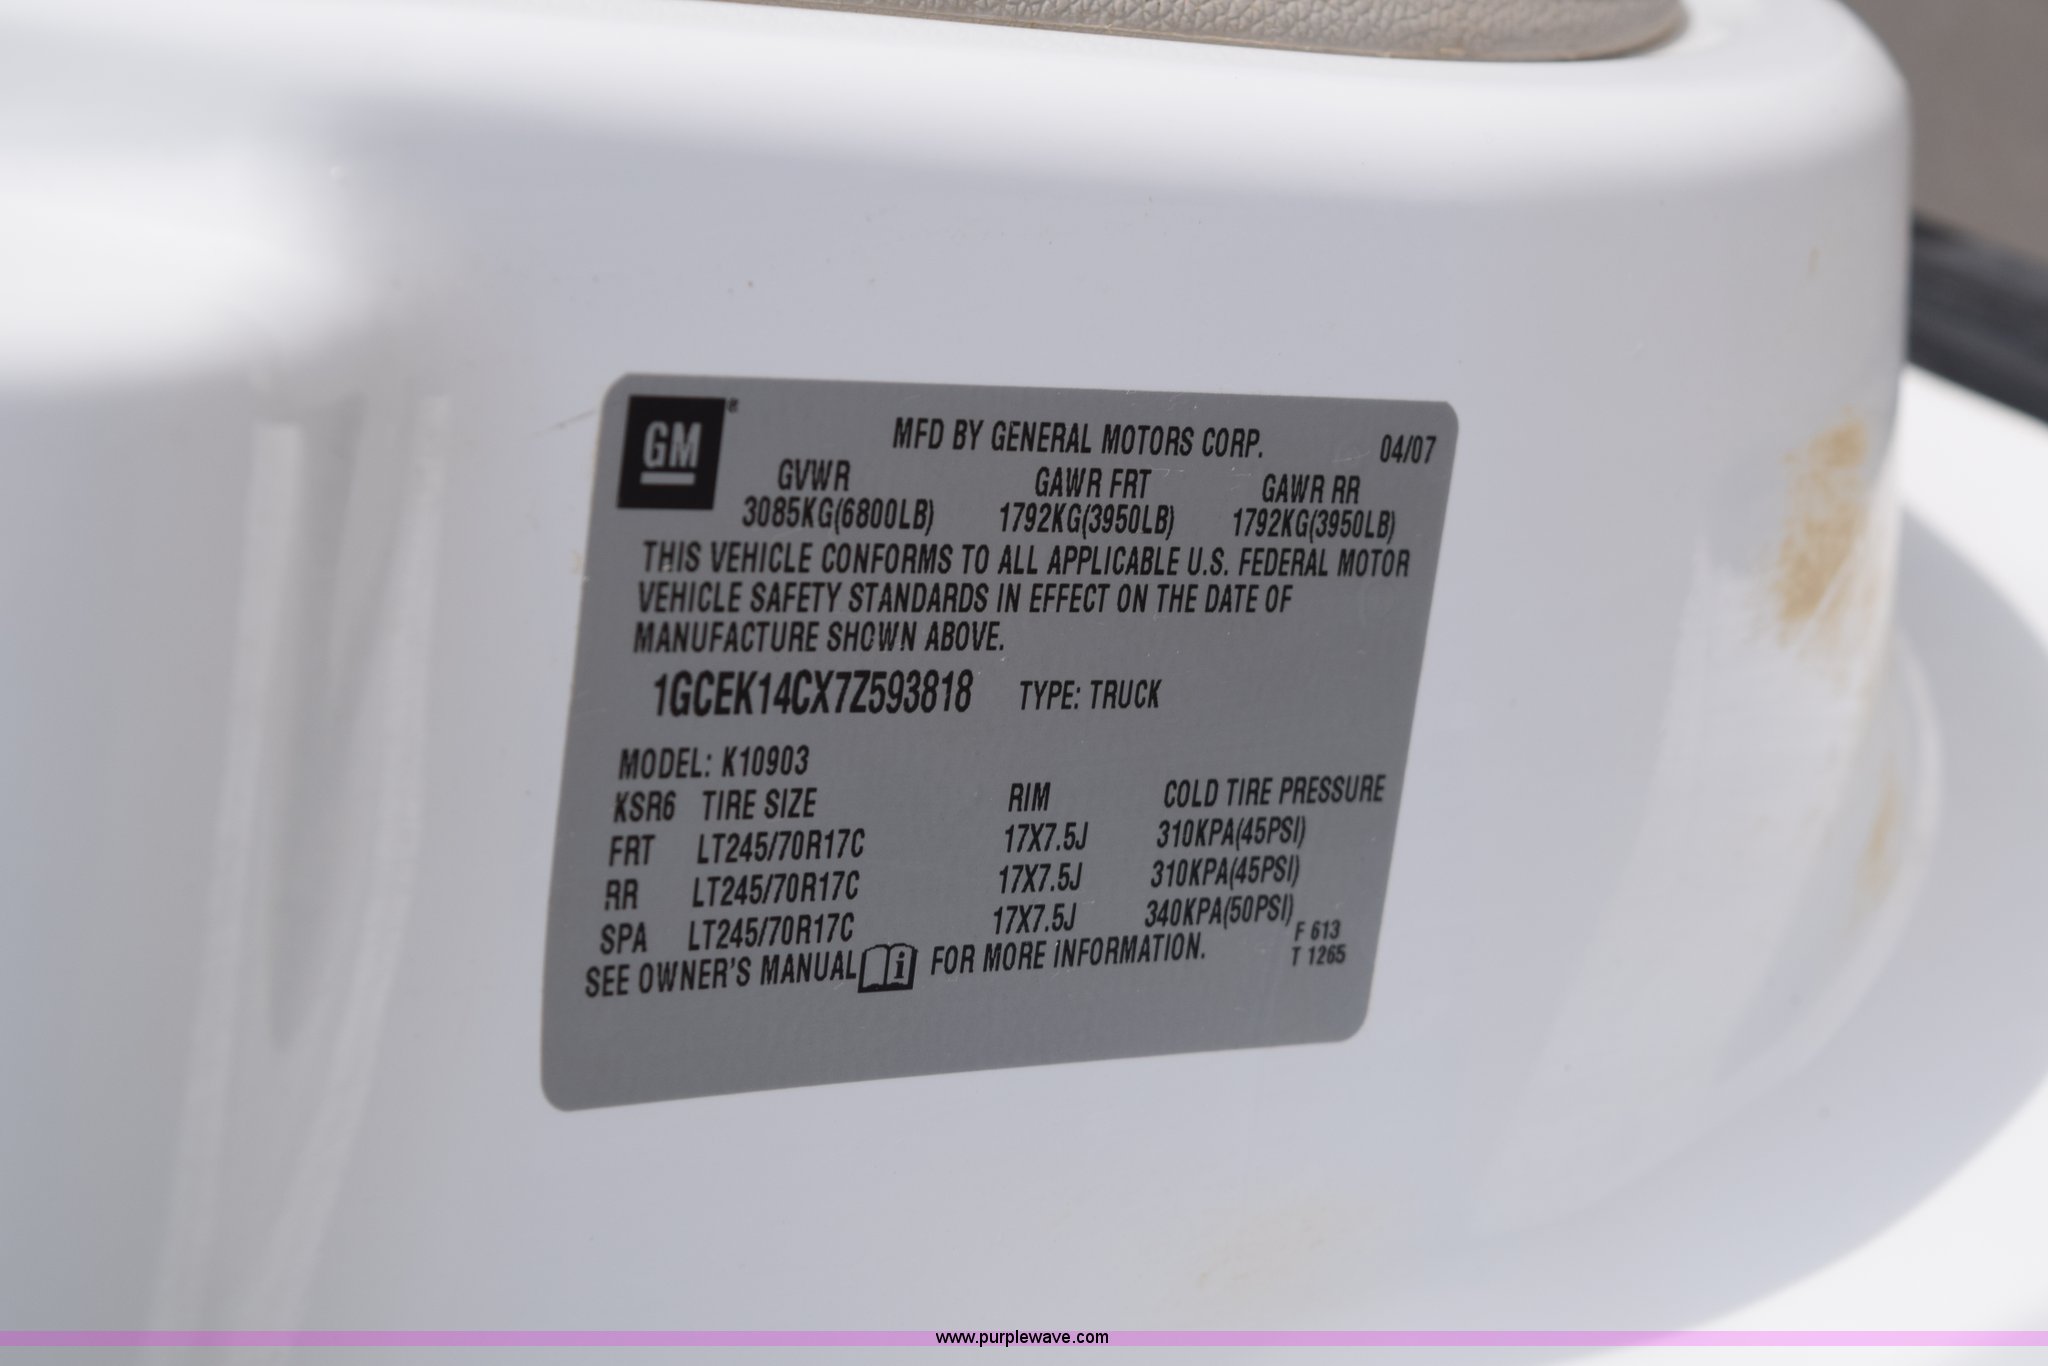 GM ®
MFD BY GENERAL MOTORS CORP. 04/07
GVWR GAWR FRT GAWR RR
3085KG(6800LB) 1792KG(3950LB) 1792KG(3950LB)
THIS VEHICLE CONFORMS TO ALL APPLICABLE U.S. FEDERAL MOTOR
VEHICLE SAFETY STANDARDS IN EFFECT ON THE DATE OF
MANUFACTURE SHOWN ABOVE.
1GCEK14CX7Z593818 TYPE: TRUCK
MODEL: K10903
KSR6 TIRE SIZE RIM COLD TIRE PRESSURE
FRT LT245/70R17C 17X7.5J 310KPA(45PSI)
RR LT245/70R17C 17X7.5J 310KPA(45PSI)
SPA LT245/70R17C 17X7.5J 340KPA(50PSI)
SEE OWNER'S MANUAL i FOR MORE INFORMATION.
F 613
T 1265
www.purplewave.com